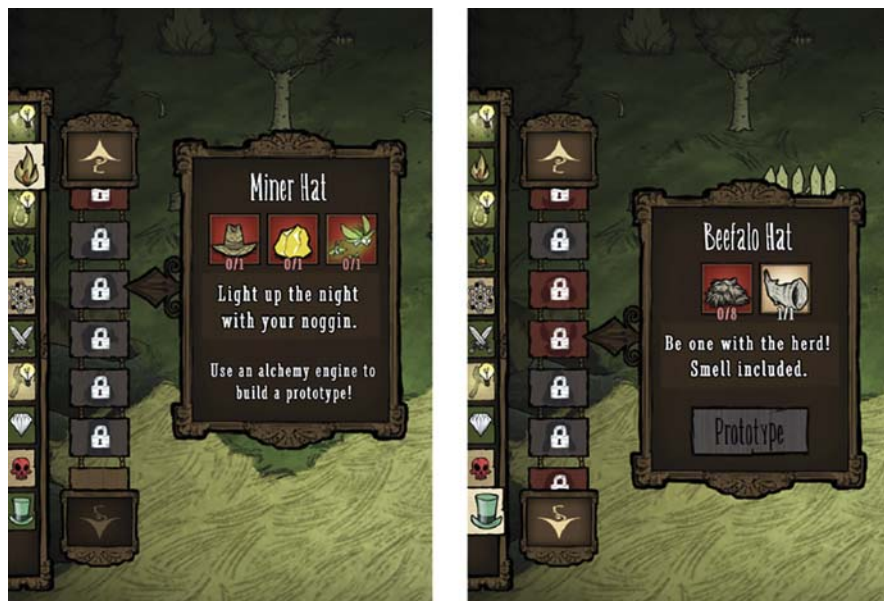 Miner Hat
0/1 0/1 0/1
Light up the night
with your noggin.
Use an alchemy engine to
build a prototype!
Beefalo Hat
0/8 1/1
Be one with the herd!
Smell included.
Prototype